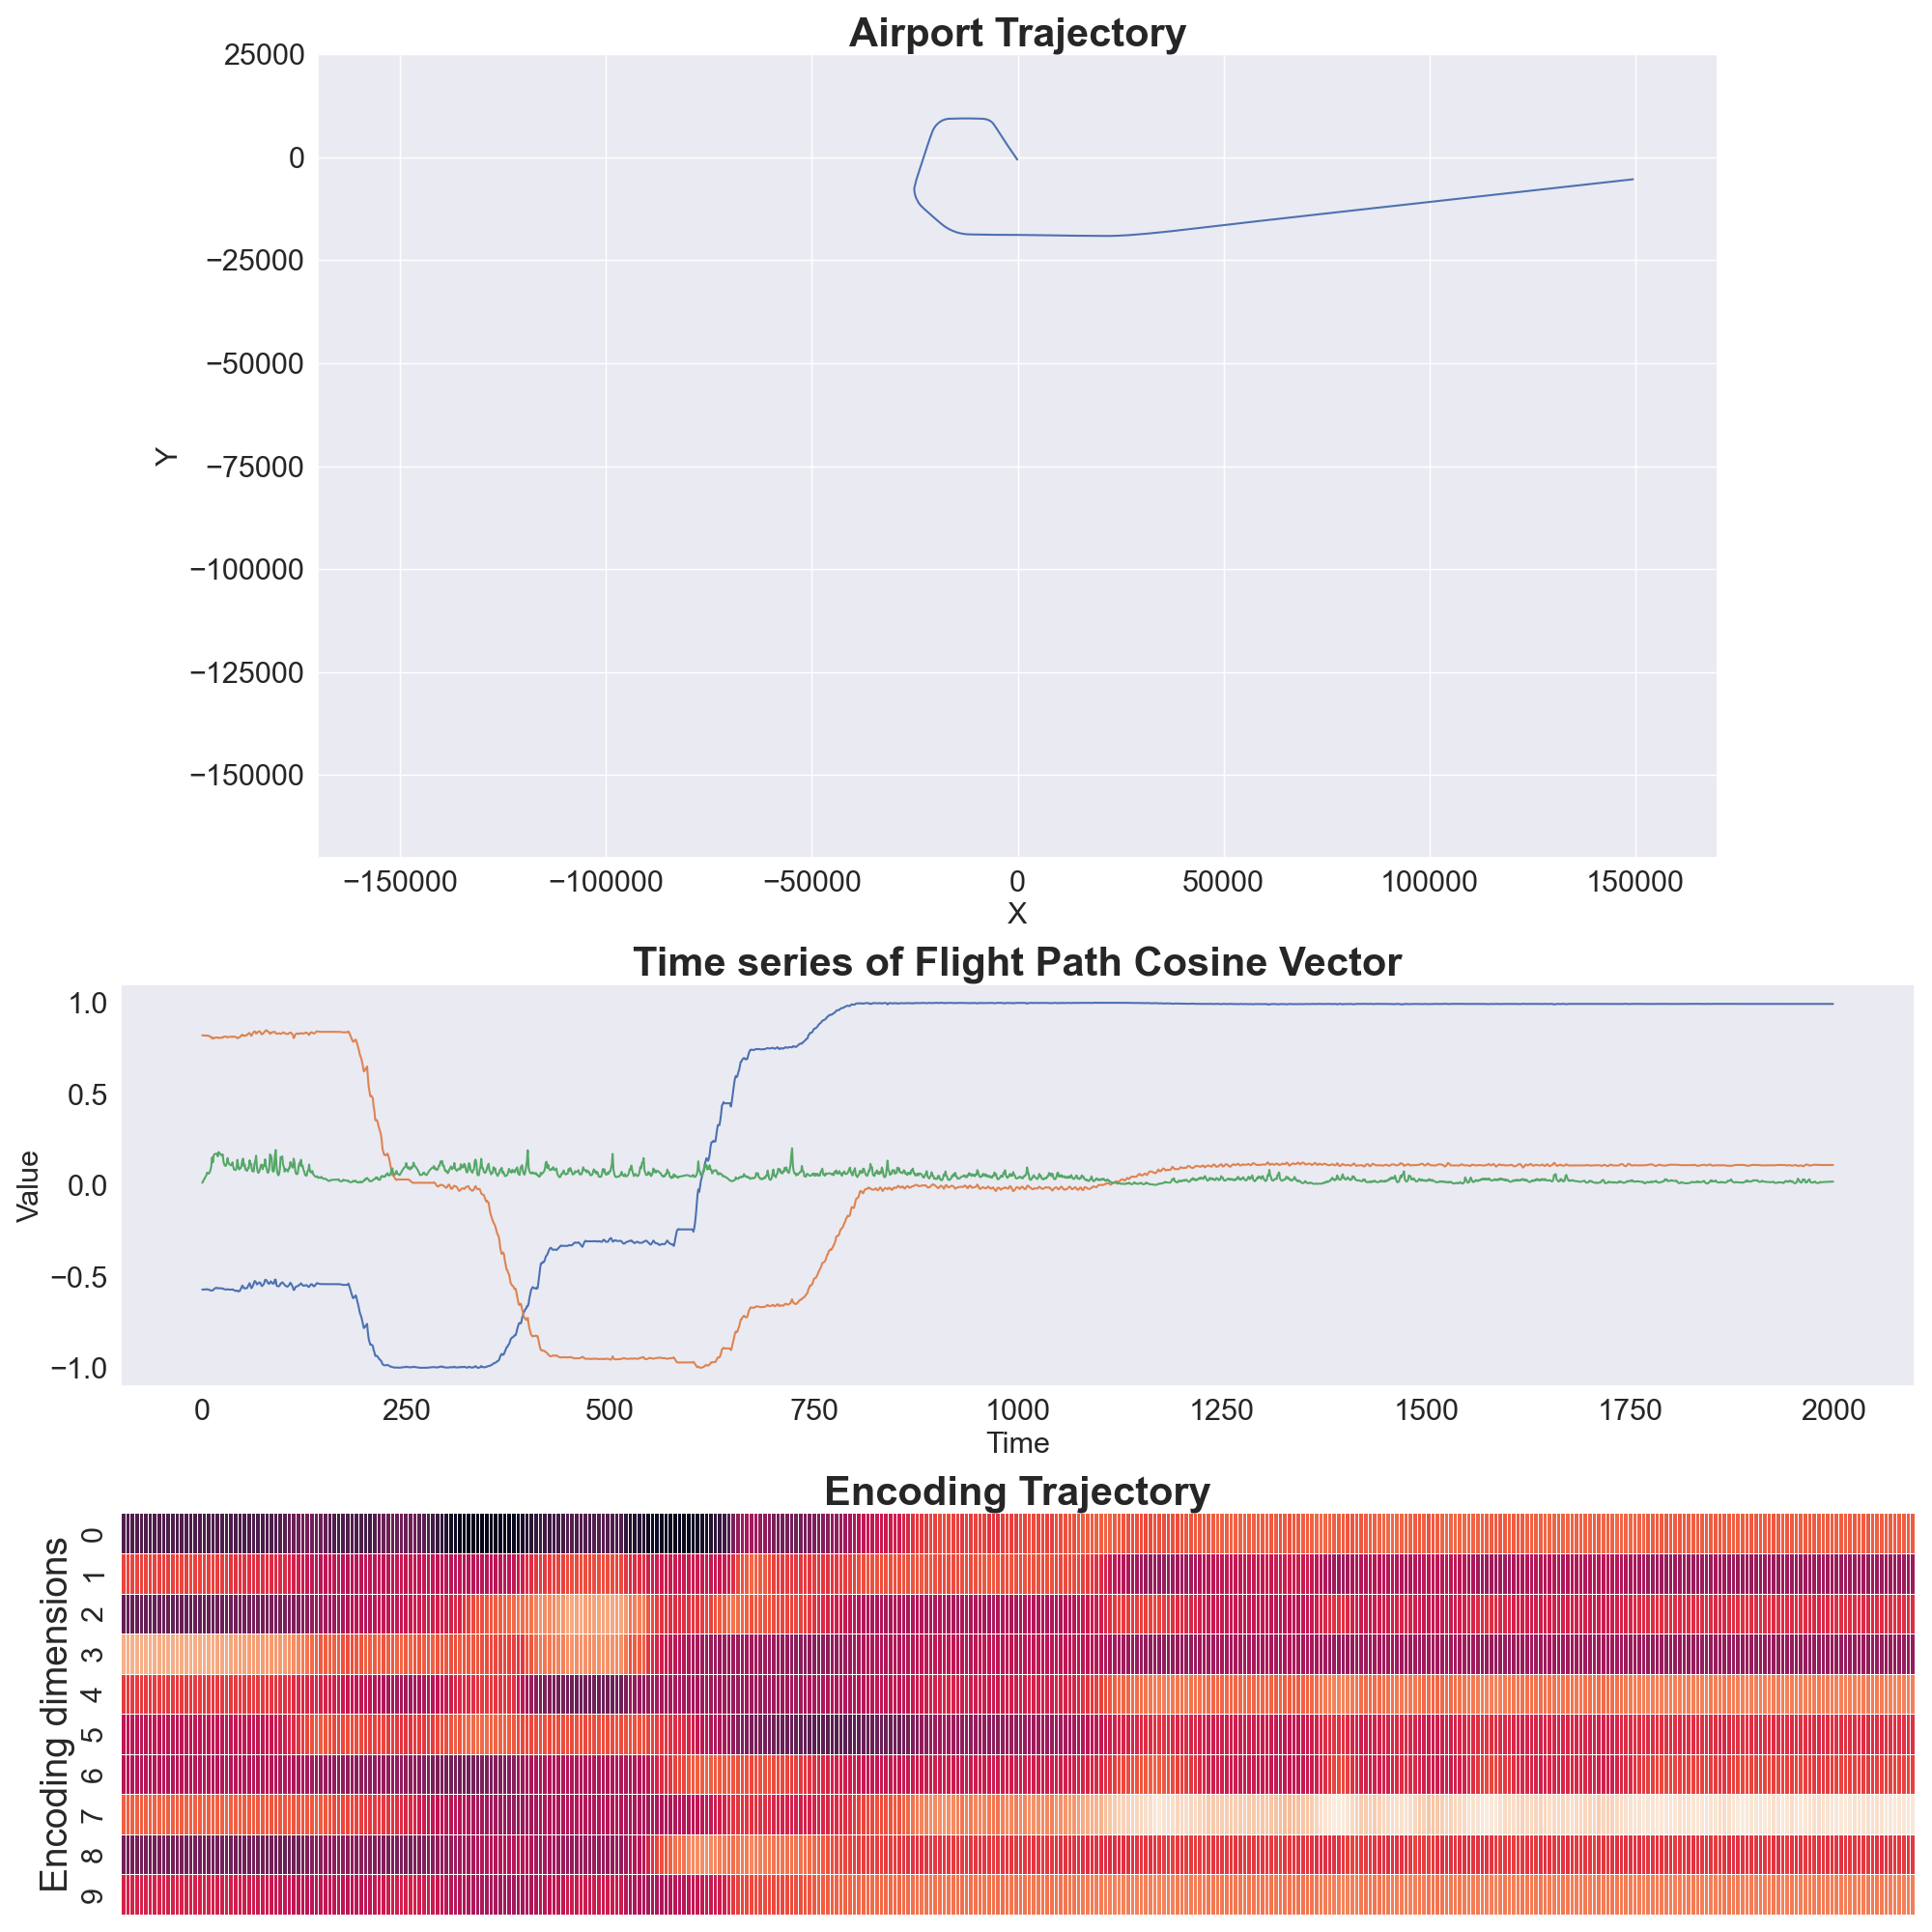 Airport Trajectory
25000
0
−25000
−50000
−75000
−100000
−125000
−150000
Y
−150000 −100000 −50000 0 50000 100000 150000
X
Time series of Flight Path Cosine Vector
1.0
0.5
0.0
−0.5
−1.0
Value
0 250 500 750 1000 1250 1500 1750 2000
Time
Encoding Trajectory
Encoding dimensions
0
1
2
3
4
5
6
7
8
9